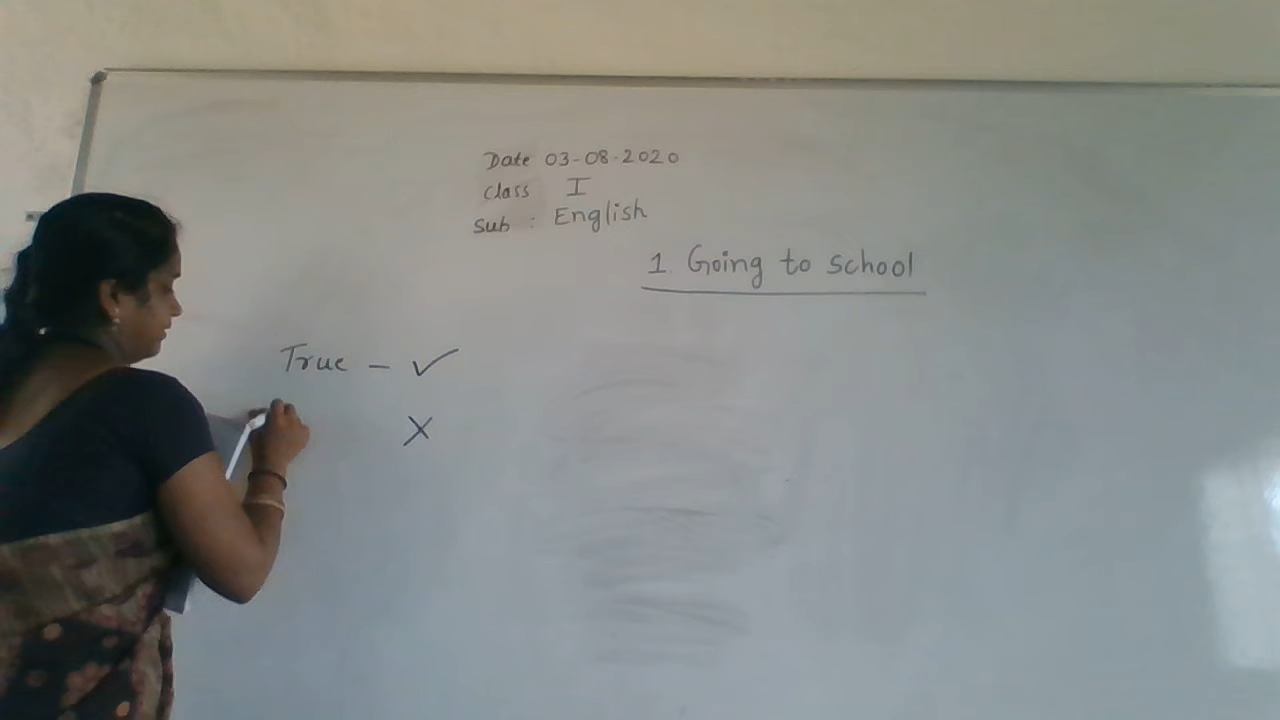 Date 03-08-2020
Class I
Sub : English
1. Going to school
True - ✓
×